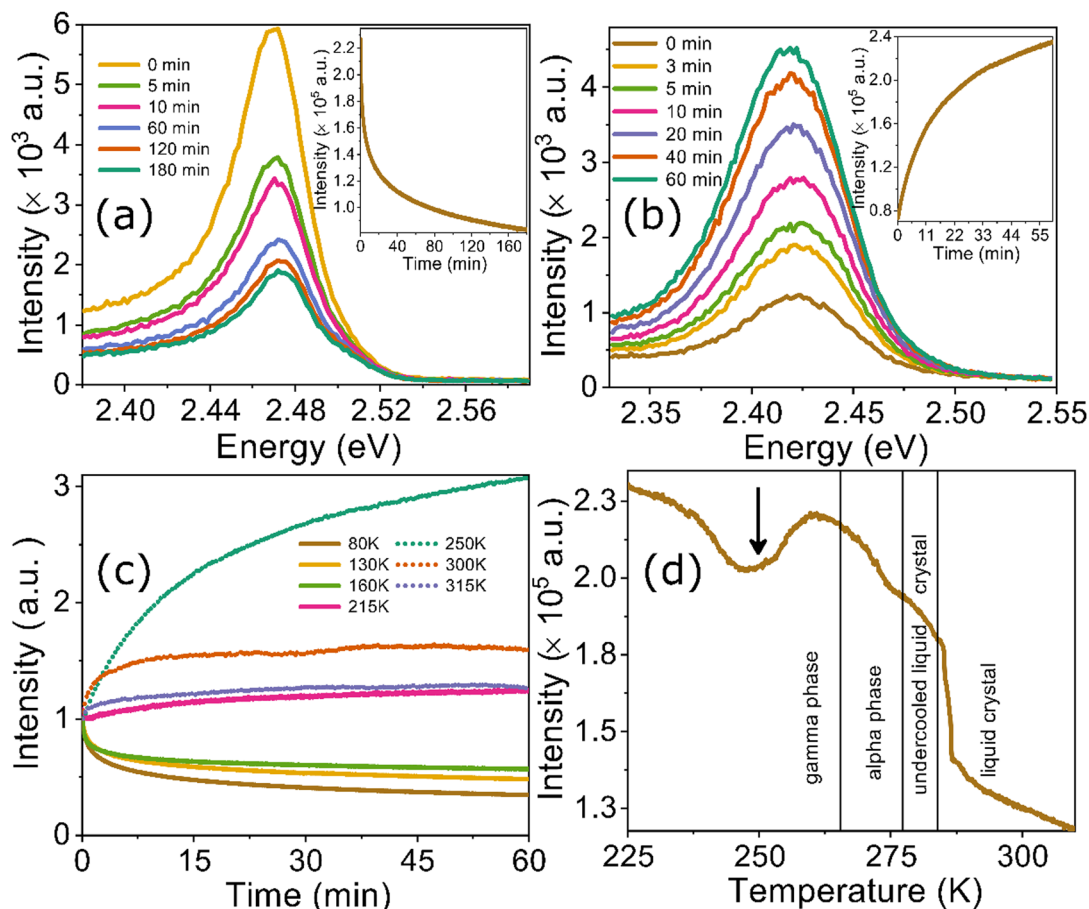 (a)
Intensity (× 10³ a.u.)
6
5
4
3
2
1
0
0 min
5 min
10 min
60 min
120 min
180 min
2.40
2.44
2.48
2.52
2.56
Energy (eV)
Intensity (× 10⁵ a.u.)
2.2
2.0
1.8
1.6
1.4
1.2
1.0
0
40
80
120
160
Time (min)
(b)
Intensity (× 10³ a.u.)
4
3
2
1
0
0 min
3 min
5 min
10 min
20 min
40 min
60 min
2.35
2.40
2.45
2.50
2.55
Energy (eV)
Intensity (× 10⁵ a.u.)
2.4
2.0
1.6
1.2
0.8
0
11
22
33
44
55
Time (min)
(c)
Intensity ( a.u.)
3
2
1
0
80K
130K
160K
215K
250K
300K
315K
0
15
30
45
60
Time (min)
(d)
Intensity (× 10⁵ a.u.)
2.3
2.0
1.8
1.5
1.3
gamma phase
alpha phase
undercooled liquid crystal
liquid crystal
225
250
275
300
Temperature (K)